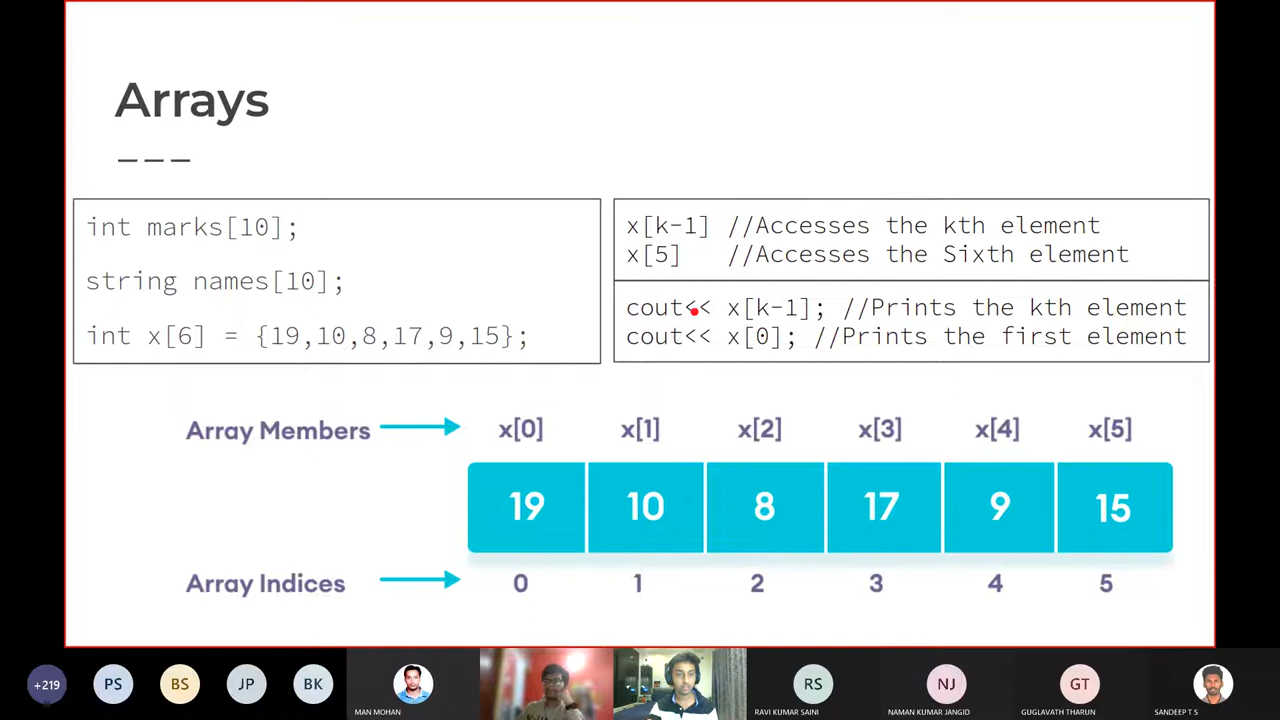 Arrays
int marks[10];
string names[10];
int x[6] = {19,10,8,17,9,15};
x[k-1] //Accesses the kth element
x[5] //Accesses the Sixth element
cout<< x[k-1]; //Prints the kth element
cout<< x[0]; //Prints the first element
Array Members x[0] x[1] x[2] x[3] x[4] x[5]
19 10 8 17 9 15
Array Indices 0 1 2 3 4 5
+219 PS BS JP BK RS NJ GT
MAN MOHAN RAVI KUMAR SAINI NAMAN KUMAR JANGID GUGLAVATH THARUN SANDEEP T S